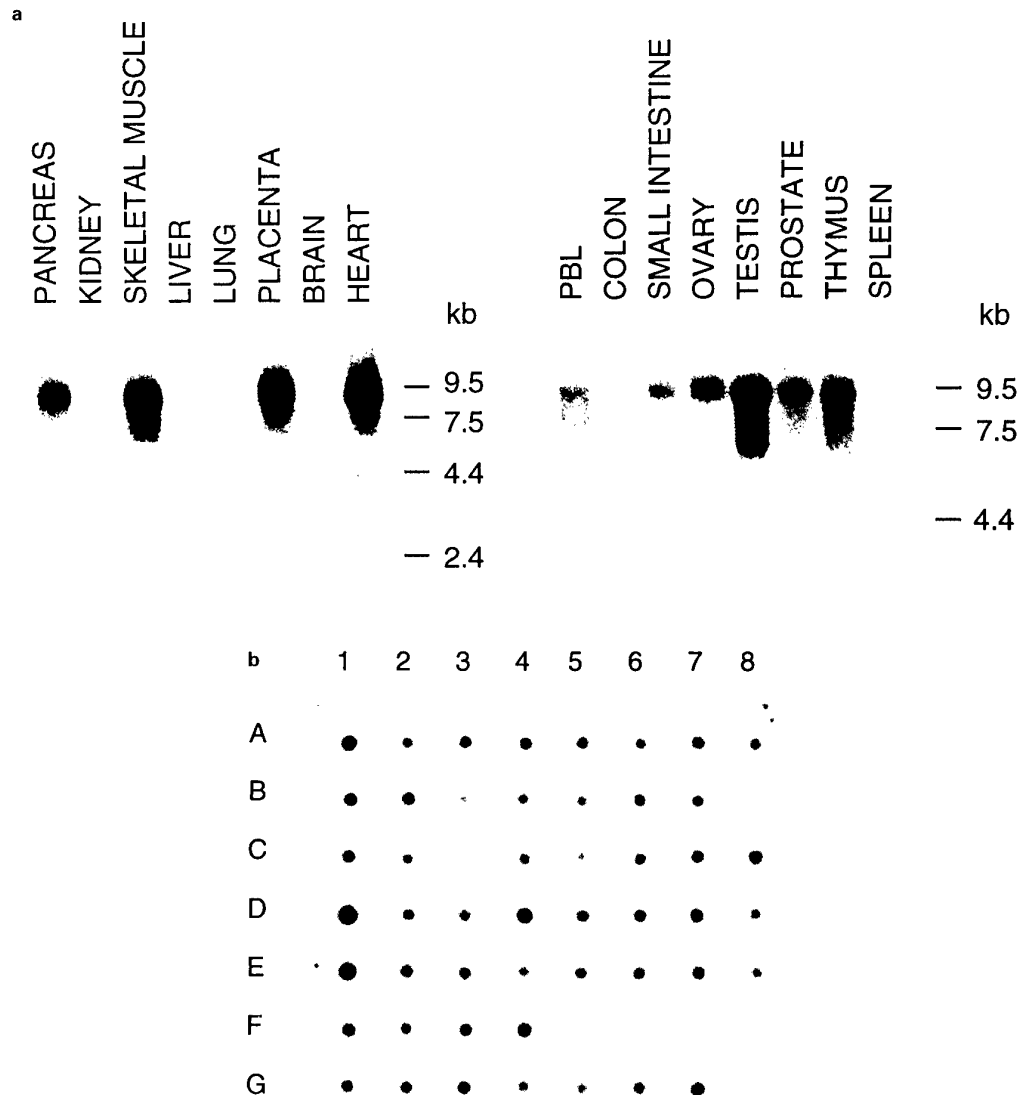 a
PANCREAS
KIDNEY
SKELETAL MUSCLE
LIVER
LUNG
PLACENTA
BRAIN
HEART
kb
9.5
7.5
4.4
2.4
PBL
COLON
SMALL INTESTINE
OVARY
TESTIS
PROSTATE
THYMUS
SPLEEN
kb
9.5
7.5
4.4
b 1 2 3 4 5 6 7 8
A
B
C
D
E
F
G